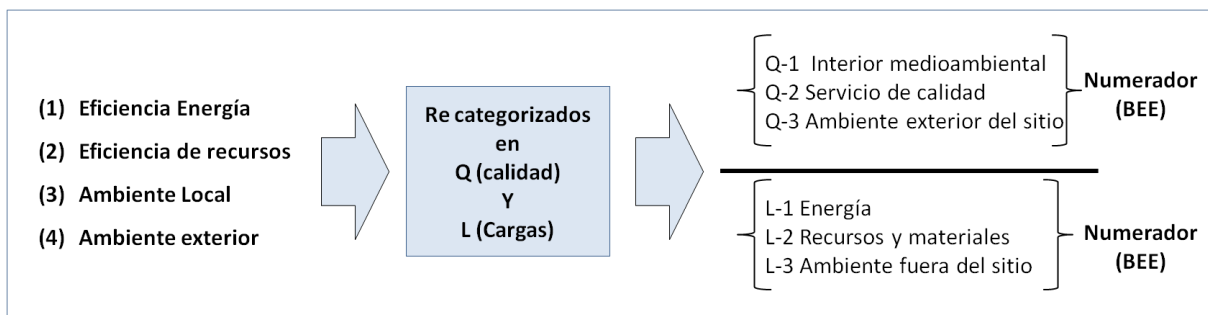 (1) Eficiencia Energía
(2) Eficiencia de recursos
(3) Ambiente Local
(4) Ambiente exterior
Re categorizados
en
Q (calidad)
Y
L (Cargas)
Q-1 Interior medioambiental
Q-2 Servicio de calidad
Q-3 Ambiente exterior del sitio
Numerador
(BEE)
L-1 Energía
L-2 Recursos y materiales
L-3 Ambiente fuera del sitio
Numerador
(BEE)